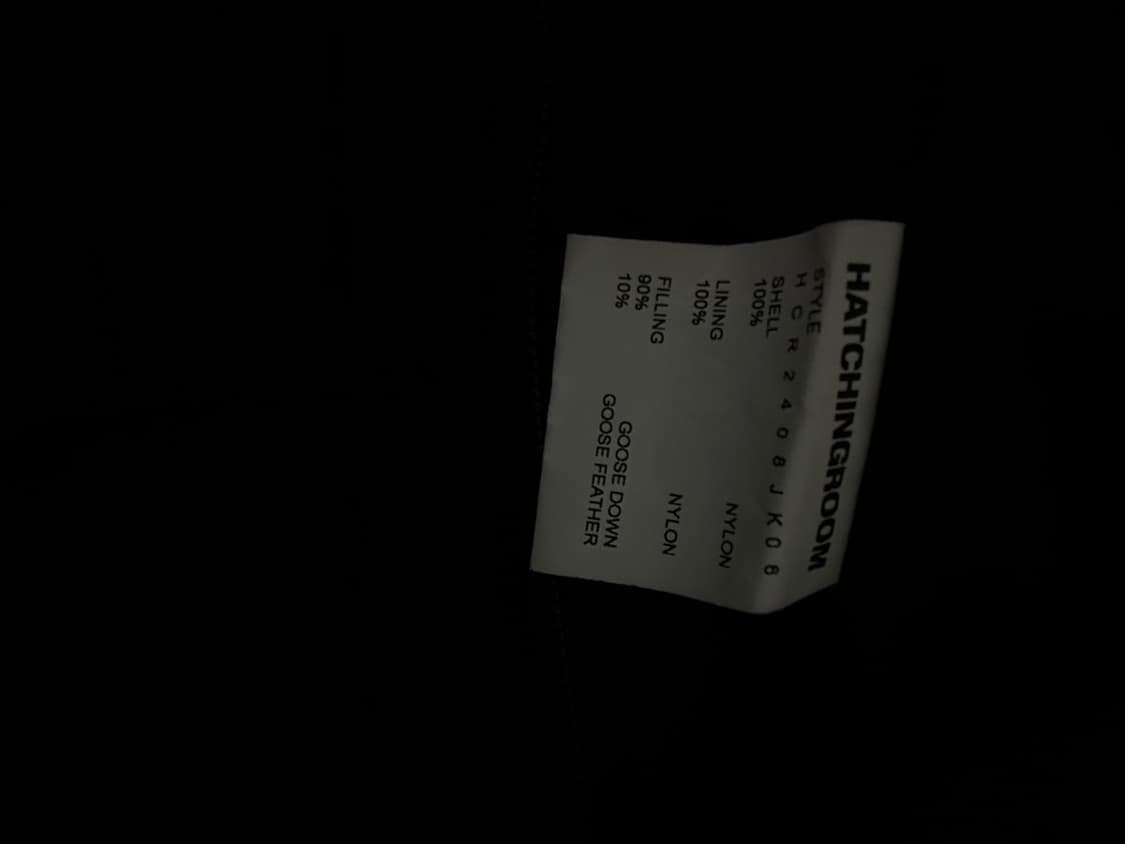 HATCHINGROOM
STYLE
H C R 2 4 0 8 J K 0 6
SHELL
100% NYLON
LINING
100% NYLON
FILLING
90% GOOSE DOWN
10% GOOSE FEATHER